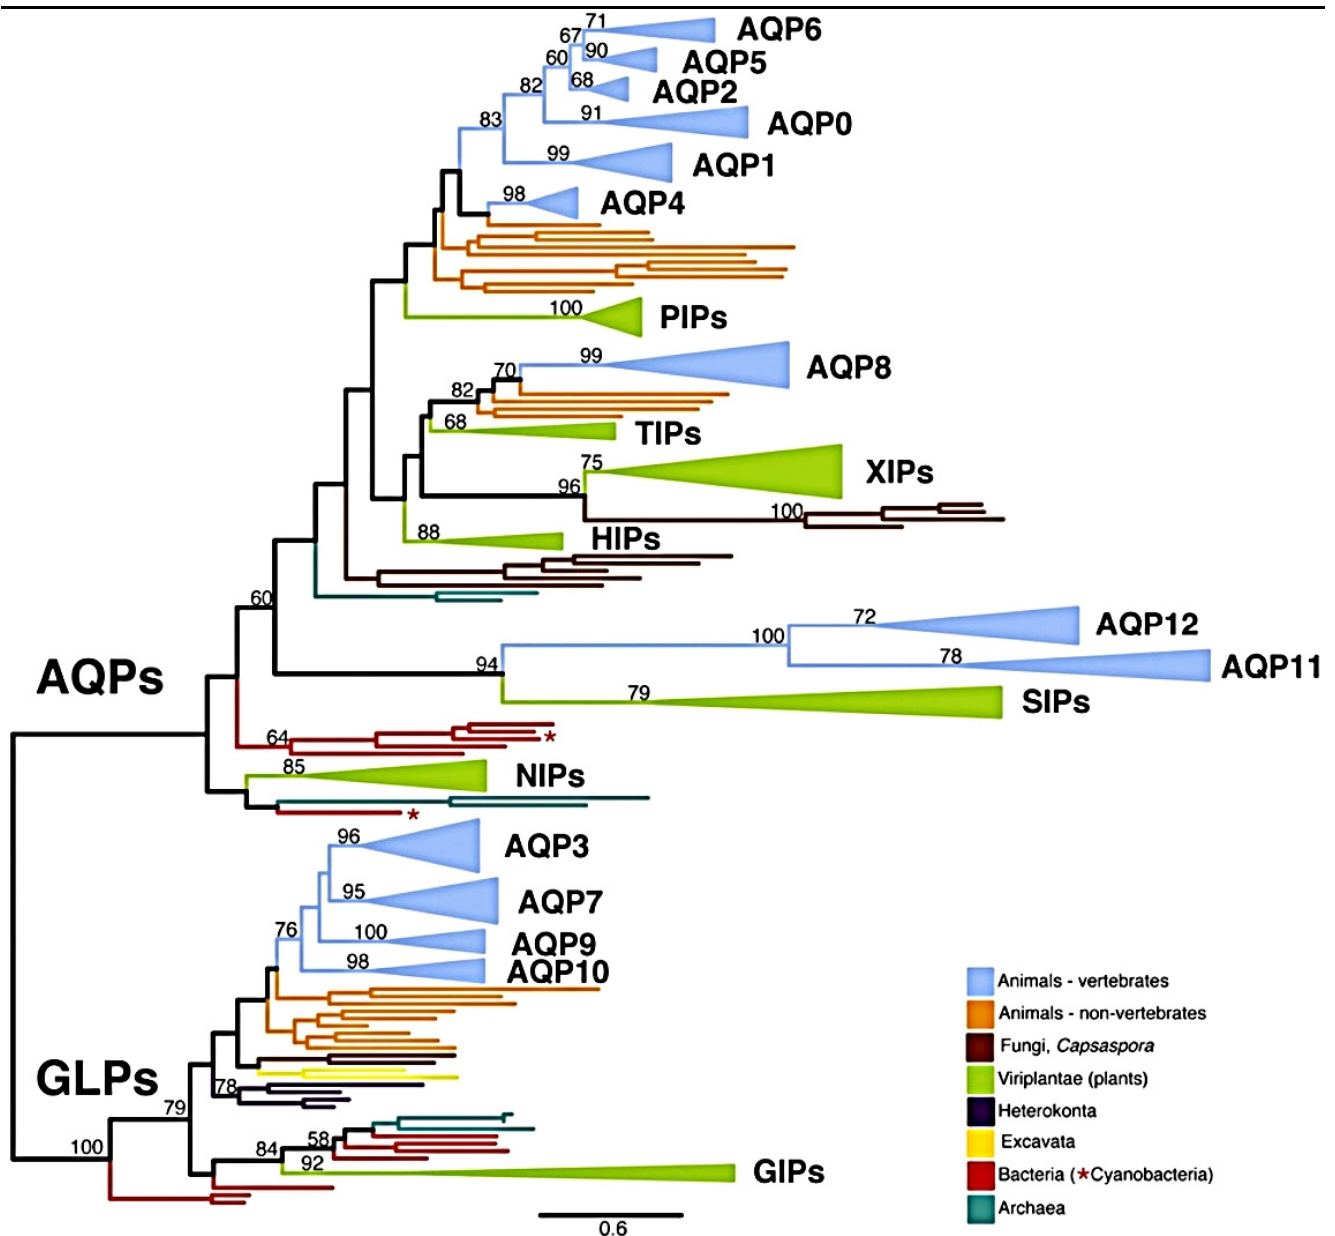 71
AQP6
67
90
60
AQP5
68
82
AQP2
91
AQP0
83
99
AQP1
98
AQP4
100
PIPs
99
AQP8
70
82
68
TIPs
75
XIPs
96
100
88
HIPs
60
72
AQP12
100
78
AQP11
94
AQPs
79
SIPs
64
*
85
NIPs
*
96
AQP3
95
AQP7
76
100
AQP9
98
AQP10
GLPs
78
79
100
84
58
92
GIPs
0.6
Animals - vertebrates
Animals - non-vertebrates
Fungi, Capsaspora
Viriplantae (plants)
Heterokonta
Excavata
Bacteria (*Cyanobacteria)
Archaea